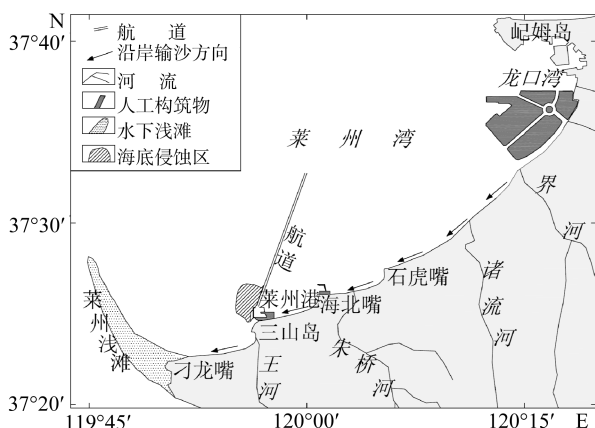 N
37°40′
37°30′
37°20′
119°45′
120°00′
120°15′
E
航 道
沿岸输沙方向
河 流
人工构筑物
水下浅滩
海底侵蚀区
屺姆岛
龙口湾
莱 州 湾
界河
航道
石虎嘴
诸流河
莱州港
海北嘴
三山岛
朱桥河
王河
刁龙嘴
莱州浅滩